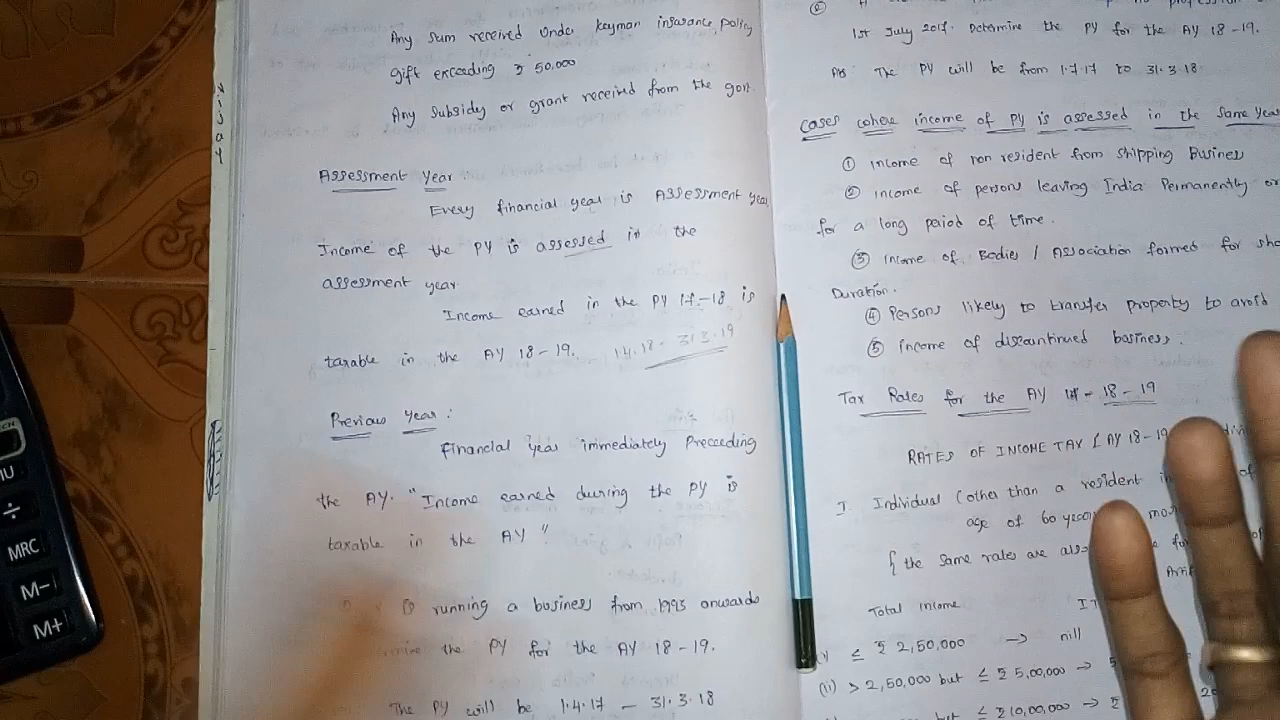 Any sum received under keyman insurance policy
gift exceeding ₹ 50,000
Any Subsidy or grant received from the govt.
Assessment Year :
Every financial year is Assessment year
Income of the PY is assessed in the
assessment year.
Income earned in the PY 17-18 is
taxable in the AY 18-19. 1.4.18 - 31.3.19
Previous Year :
Financial year immediately Preceeding
the AY. "Income earned during the PY is
taxable in the AY".
is running a business from 1995 onwards
the PY for the AY 18-19.
The PY will be 1.4.17 - 31.3.18
②
1st July 2017. Determine the PY for the AY 18-19.
Ans: The PY will be from 1.7.17 to 31.3.18
Cases where income of PY is assessed in the same year
① income of non resident from shipping Business
② income of persons leaving India Permanently or
for a long period of time.
③ income of Bodies / Association formed for
Duration.
④ Persons likely to transfer property to avoid
⑤ income of discountinued business.
Tax Rates for the AY 18-19
RATES OF INCOME TAX AY 18-19
I. Individual (other than a resident
age of 60 years
{ the same rates are also
Total income
≤ ₹ 2,50,000 → nill
(ii) > 2,50,000 but ≤ ₹ 5,00,000 →
but ≤ ₹ 10,00,000 → ₹
MRC
M-
M+
÷